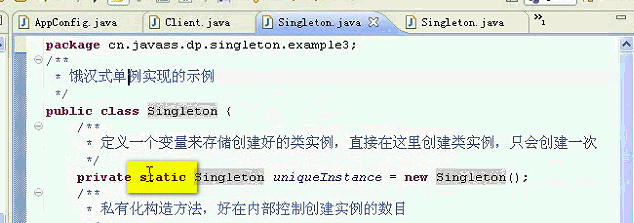 AppConfig.java Client.java Singleton.java Singleton.java »1
package cn.javass.dp.singleton.example3;
/**
* 饿汉式单例实现的示例
*/
public class Singleton {
/**
* 定义一个变量来存储创建好的类实例，直接在这里创建类实例，只会创建一次
*/
private static Singleton uniqueInstance = new Singleton();
/**
* 私有化构造方法，好在内部控制创建实例的数目